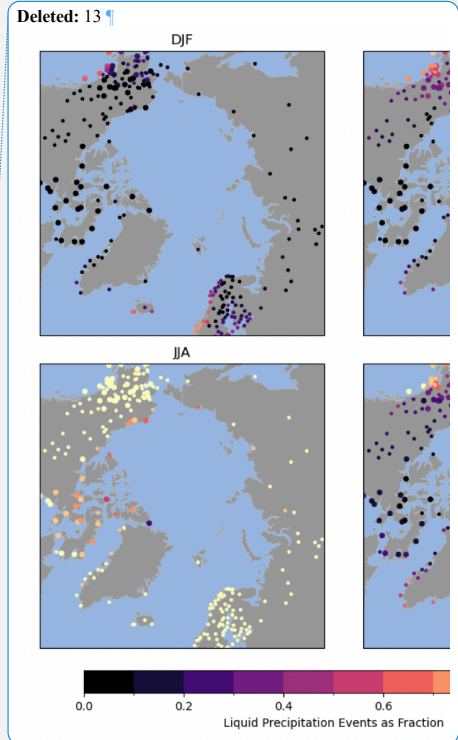 Deleted: 13 ¶
DJF
JJA
0.0 0.2 0.4 0.6
Liquid Precipitation Events as Fraction